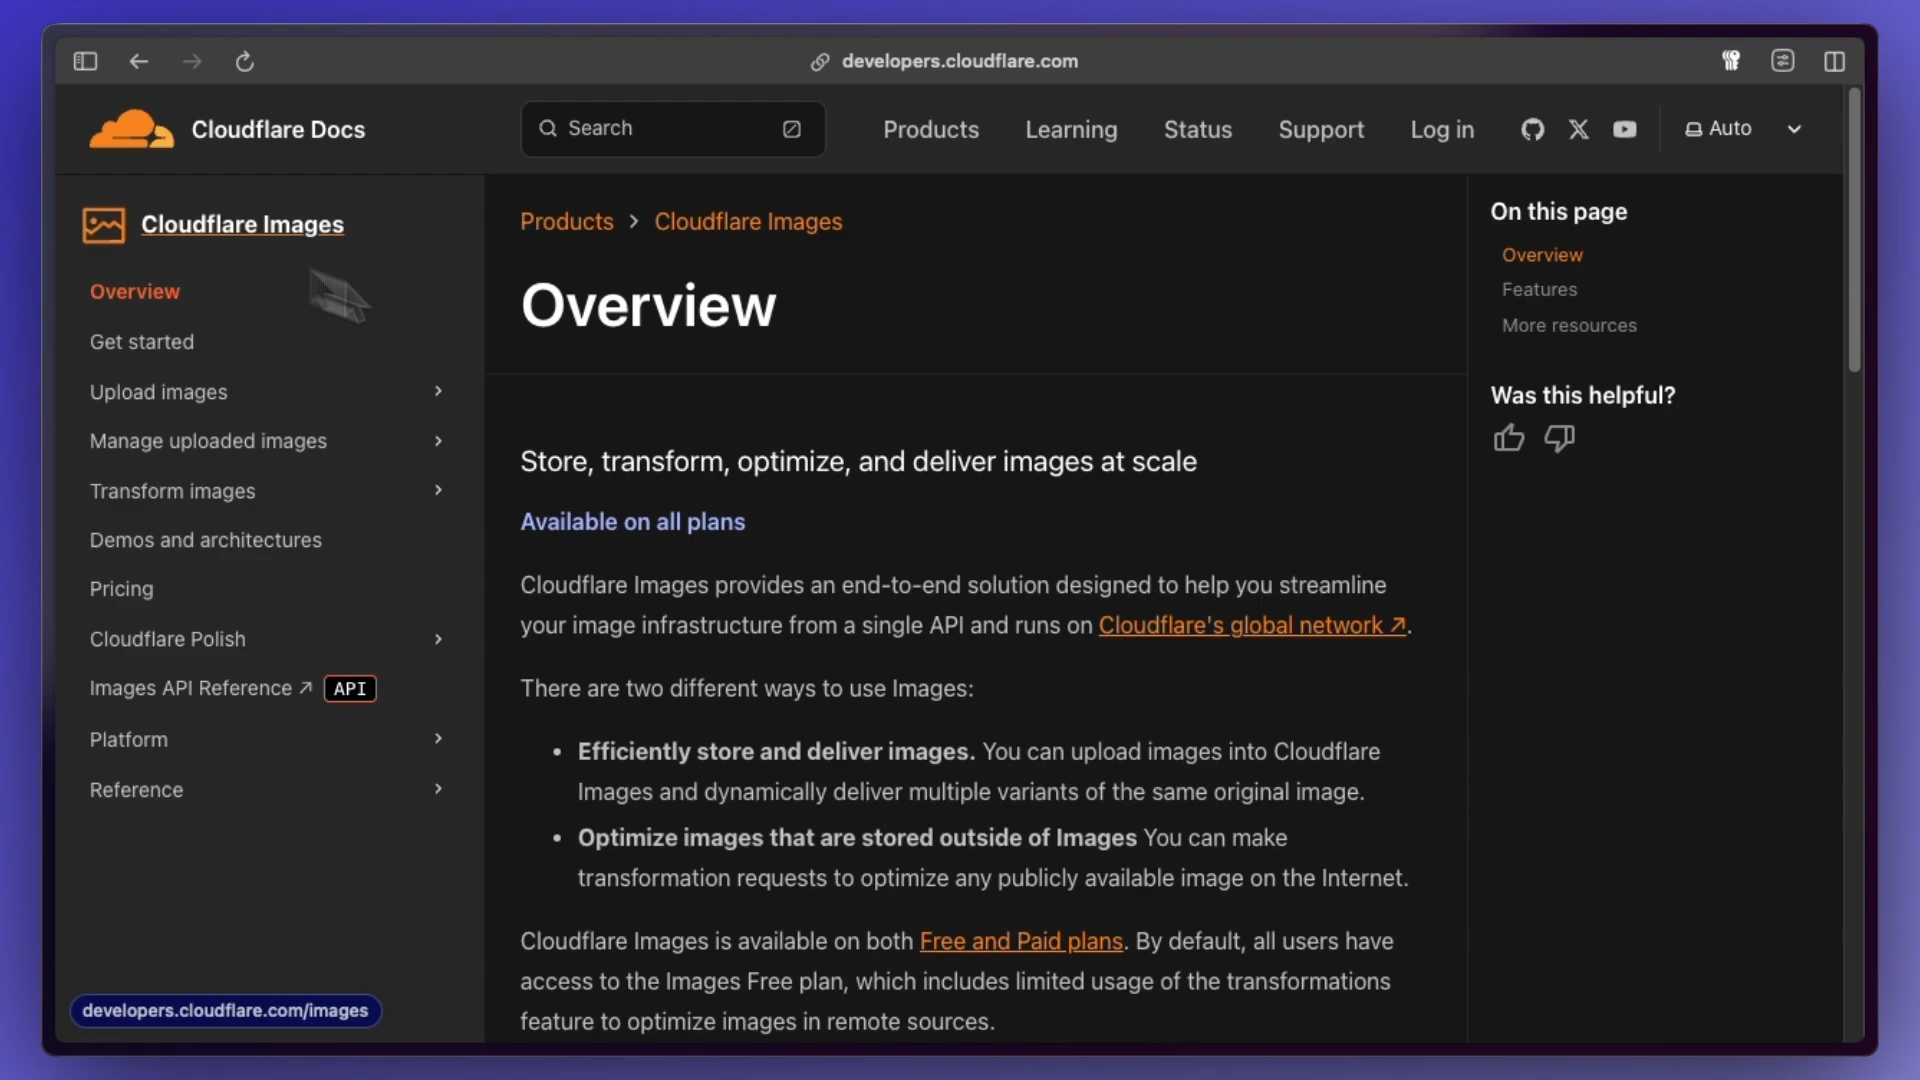 developers.cloudflare.com
Cloudflare Docs
Search
Products
Learning
Status
Support
Log in
Auto
Cloudflare Images
Overview
Get started
Upload images
Manage uploaded images
Transform images
Demos and architectures
Pricing
Cloudflare Polish
Images API Reference ↗ API
Platform
Reference
Products > Cloudflare Images
Overview
Store, transform, optimize, and deliver images at scale
Available on all plans
Cloudflare Images provides an end-to-end solution designed to help you streamline
your image infrastructure from a single API and runs on Cloudflare's global network ↗.
There are two different ways to use Images:
• Efficiently store and deliver images. You can upload images into Cloudflare
Images and dynamically deliver multiple variants of the same original image.
• Optimize images that are stored outside of Images You can make
transformation requests to optimize any publicly available image on the Internet.
Cloudflare Images is available on both Free and Paid plans. By default, all users have
access to the Images Free plan, which includes limited usage of the transformations
feature to optimize images in remote sources.
On this page
Overview
Features
More resources
Was this helpful?
developers.cloudflare.com/images